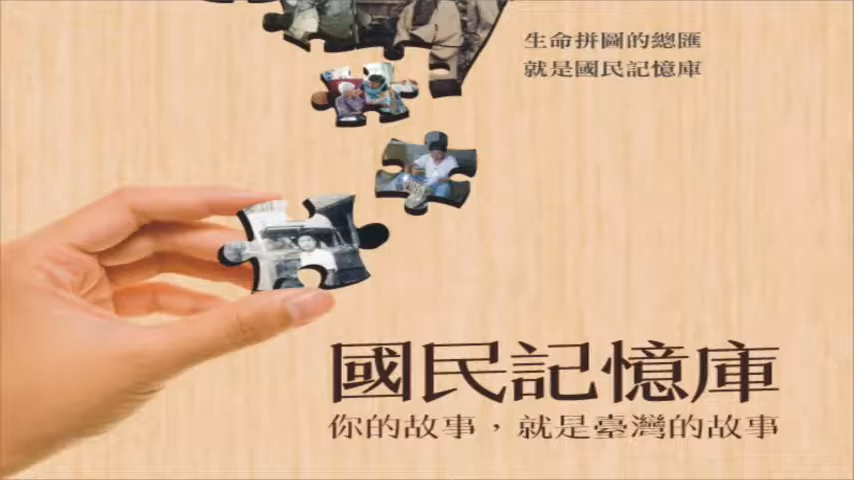 生命拼圖的總匯
就是國民記憶庫
國民記憶庫
你的故事，就是臺灣的故事